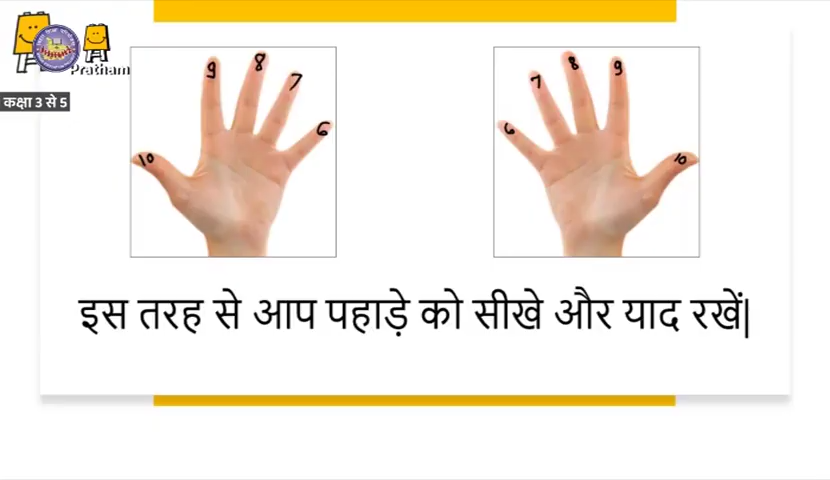 Pratham
कक्षा 3 से 5
9 8 7 6 10
6 7 8 9 10
इस तरह से आप पहाड़े को सीखे और याद रखें|